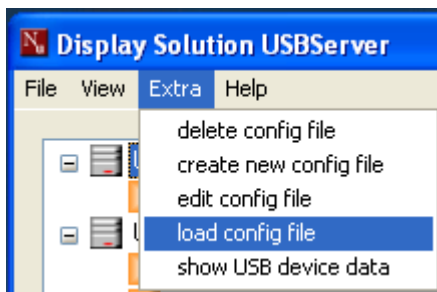 Display Solution USBServer
File View Extra Help
delete config file
create new config file
edit config file
load config file
show USB device data